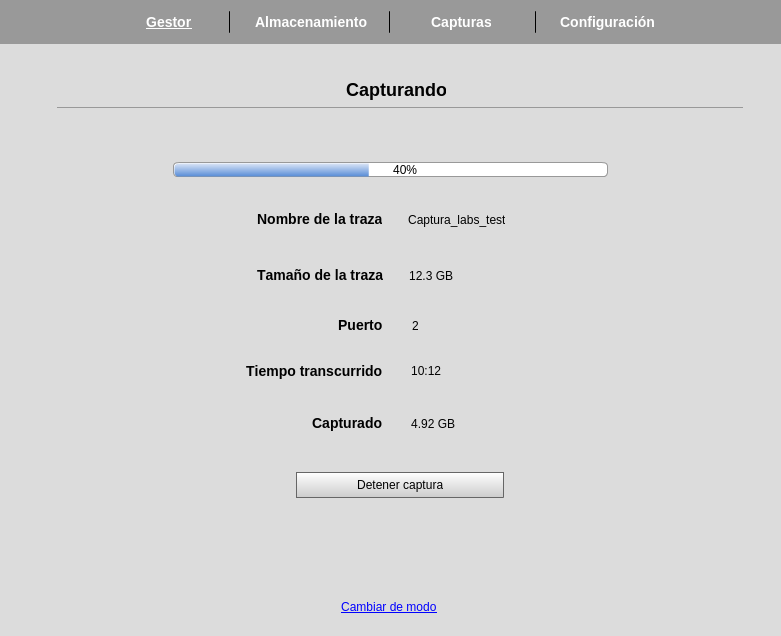 Gestor Almacenamiento Capturas Configuración
Capturando
40%
Nombre de la traza Captura_labs_test
Tamaño de la traza 12.3 GB
Puerto 2
Tiempo transcurrido 10:12
Capturado 4.92 GB
Detener captura
Cambiar de modo